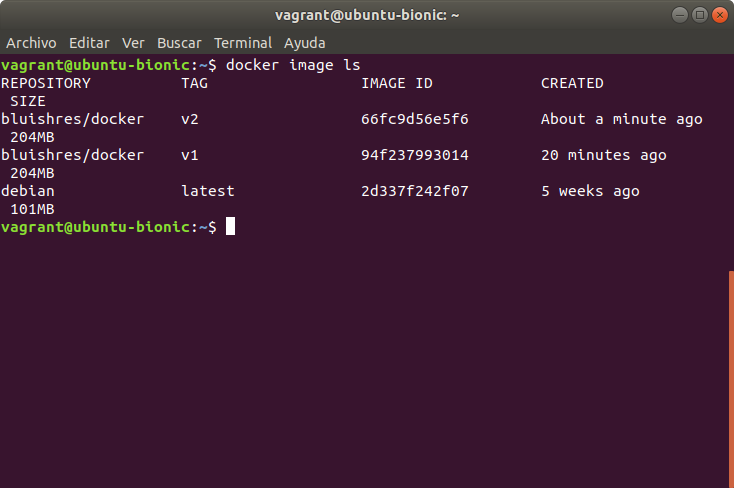 vagrant@ubuntu-bionic: ~
Archivo Editar Ver Buscar Terminal Ayuda
vagrant@ubuntu-bionic:~$ docker image ls
REPOSITORY TAG IMAGE ID CREATED
SIZE
bluishres/docker v2 66fc9d56e5f6 About a minute ago
204MB
bluishres/docker v1 94f237993014 20 minutes ago
204MB
debian latest 2d337f242f07 5 weeks ago
101MB
vagrant@ubuntu-bionic:~$